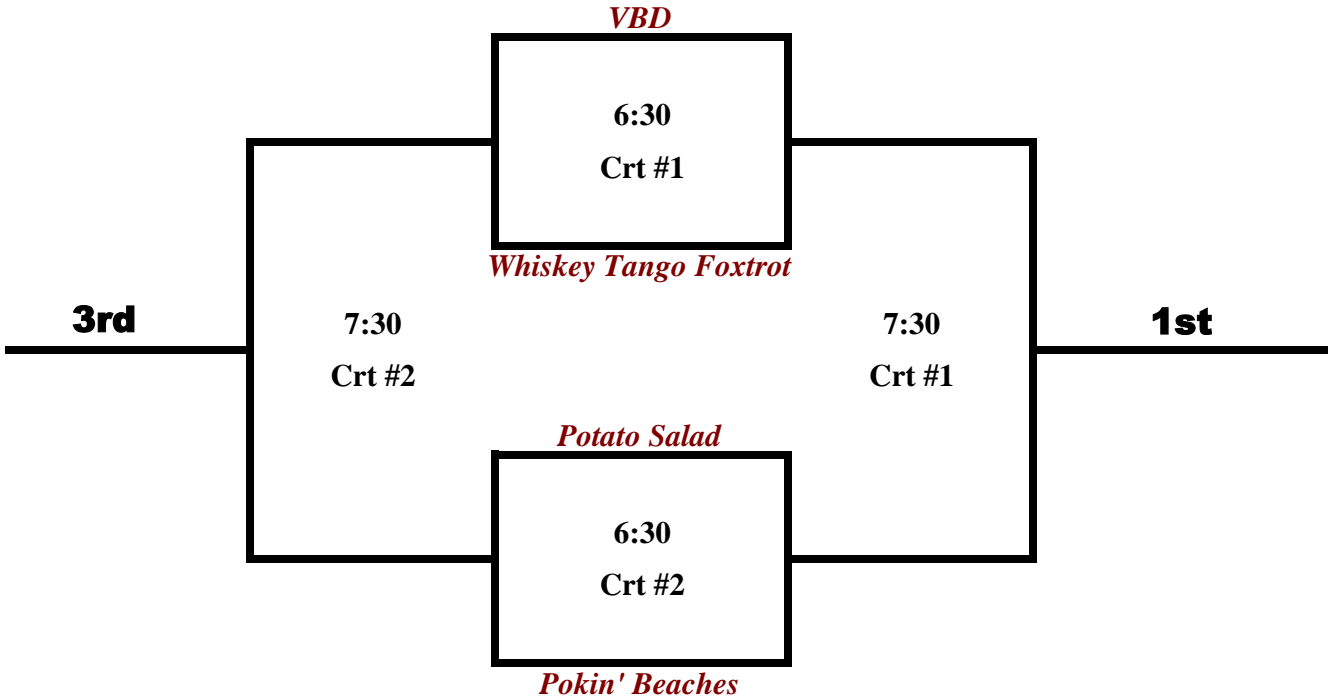 VBD
6:30
Crt #1
Whiskey Tango Foxtrot
3rd
7:30
Crt #2
7:30
Crt #1
1st
Potato Salad
6:30
Crt #2
Pokin' Beaches